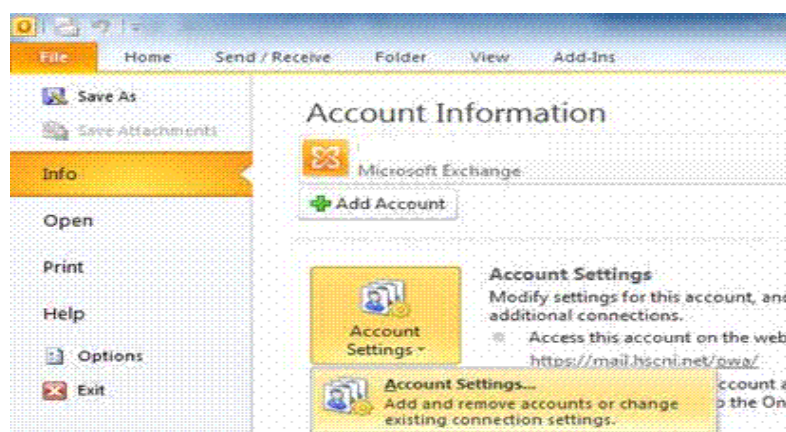 File Home Send / Receive Folder View Add-Ins
Save As
Save Attachments
Info
Open
Print
Help
Options
Exit
Account Information
Microsoft Exchange
Add Account
Account
Settings
Account Settings
Modify settings for this account, and
additional connections.
Access this account on the web
https://mail.hscni.net/owa/
Account Settings...
Add and remove accounts or change
existing connection settings.
ccount a
the On